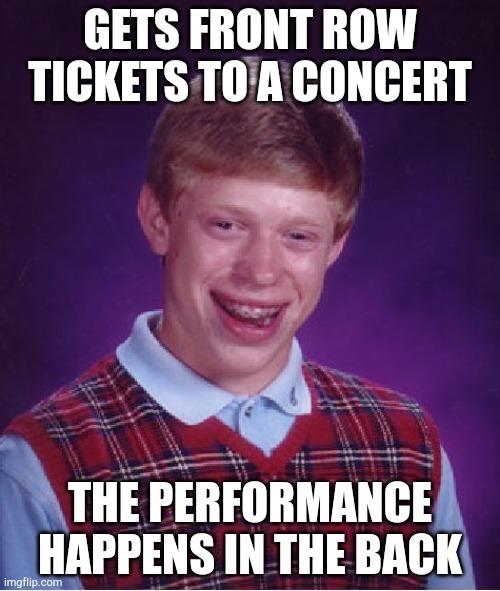 GETS FRONT ROW
TICKETS TO A CONCERT
THE PERFORMANCE
HAPPENS IN THE BACK
imgflip.com